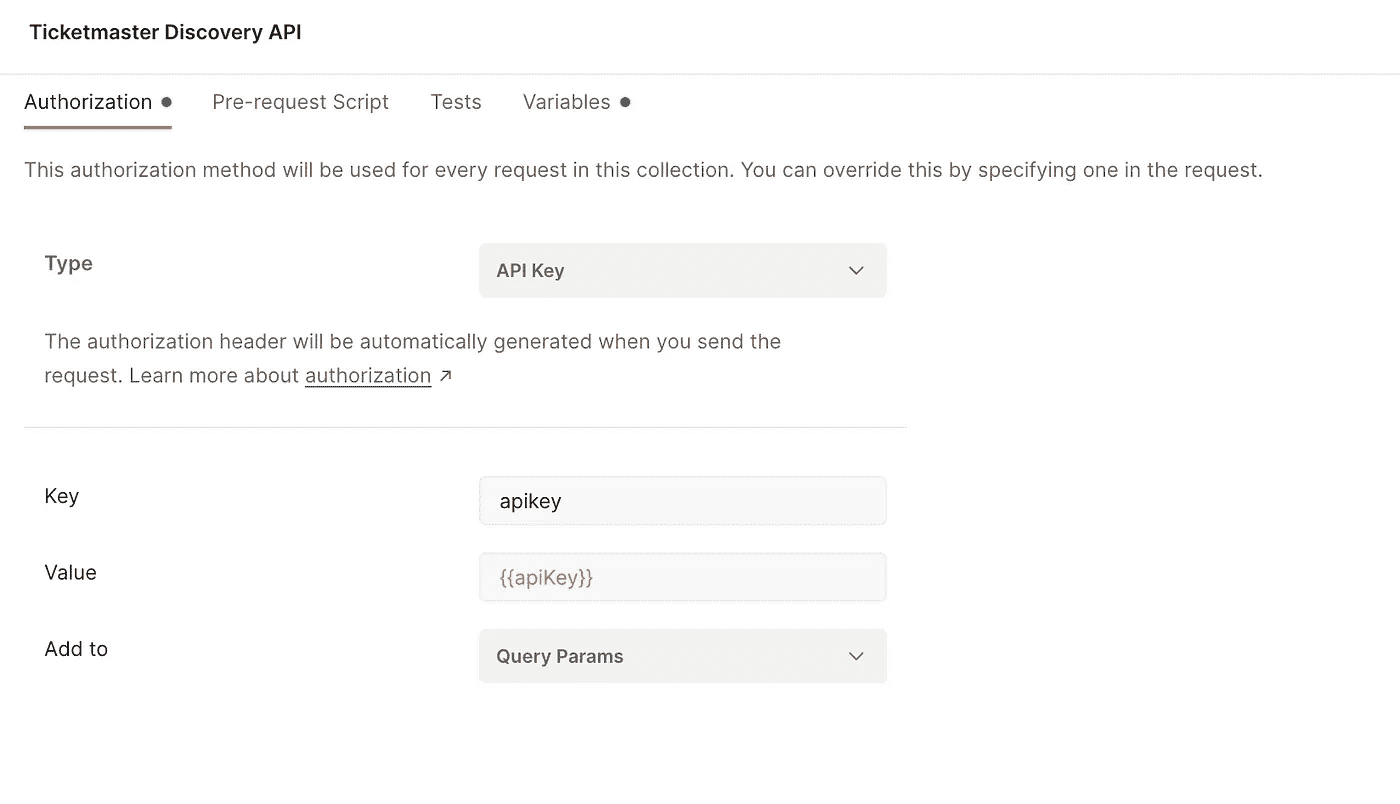 Ticketmaster Discovery API
Authorization Pre-request Script Tests Variables
This authorization method will be used for every request in this collection. You can override this by specifying one in the request.
Type API Key
The authorization header will be automatically generated when you send the
request. Learn more about authorization ↗
Key apikey
Value {{apiKey}}
Add to Query Params